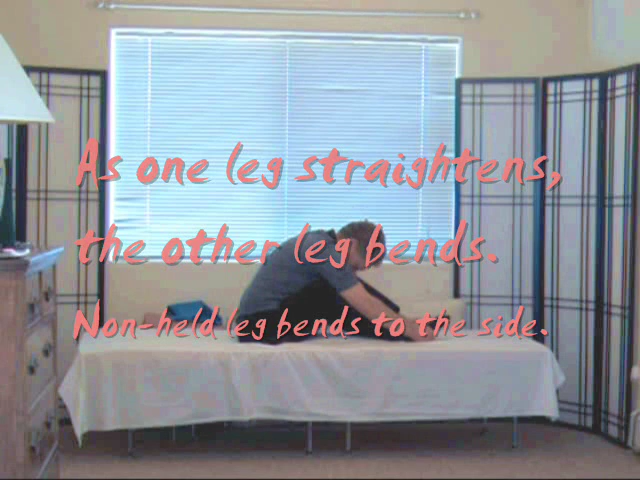 As one leg straightens,
the other leg bends.
Non-held leg bends to the side.